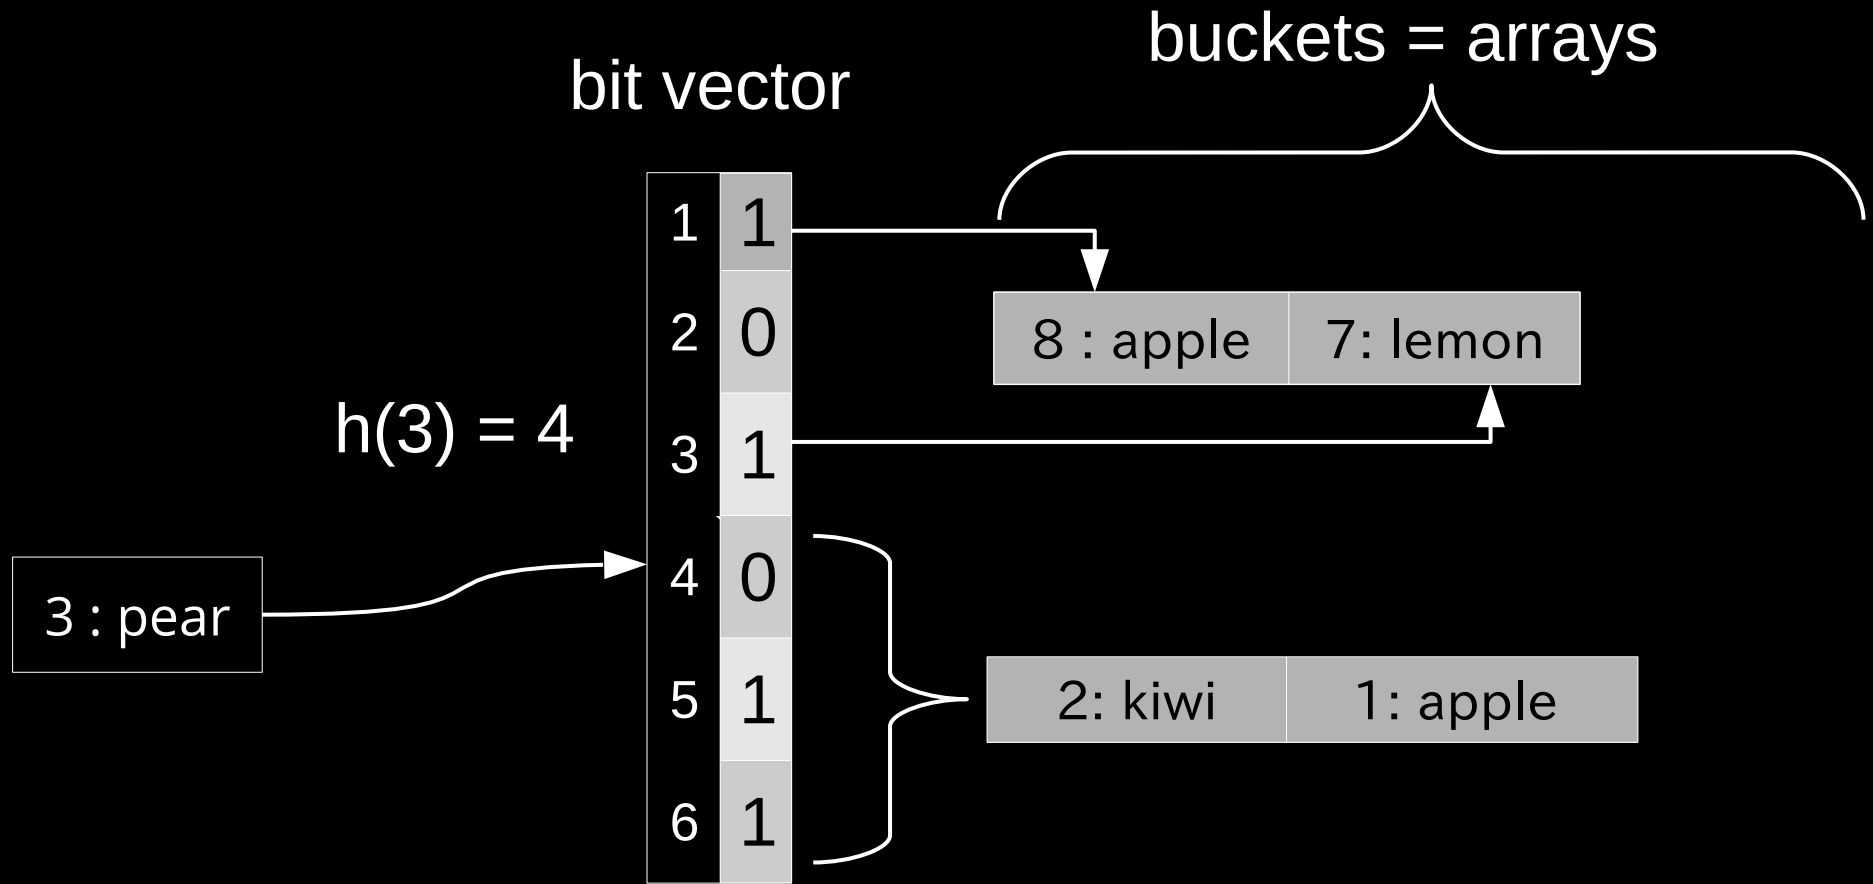 buckets = arrays
bit vector
1 1
2 0
8 : apple 7: lemon
h(3) = 4
3 1
4 0
3 : pear
5 1
2: kiwi 1: apple
6 1